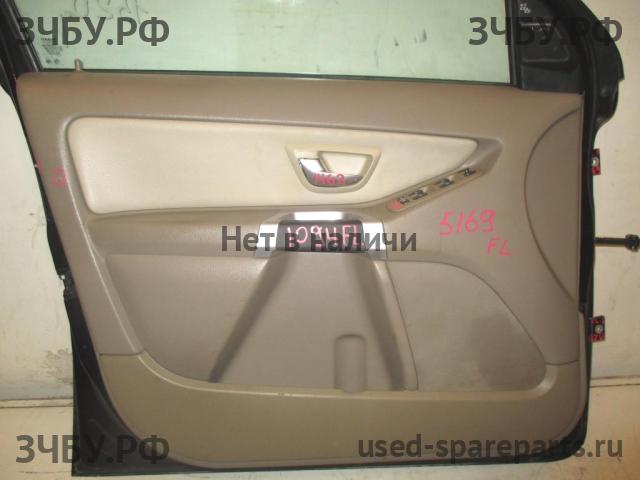 ЗЧБУ.РФ ЗЧБУ.РФ
5169
FL
Нет в наличи
ЗЧБУ.РФ used-spareparts.ru